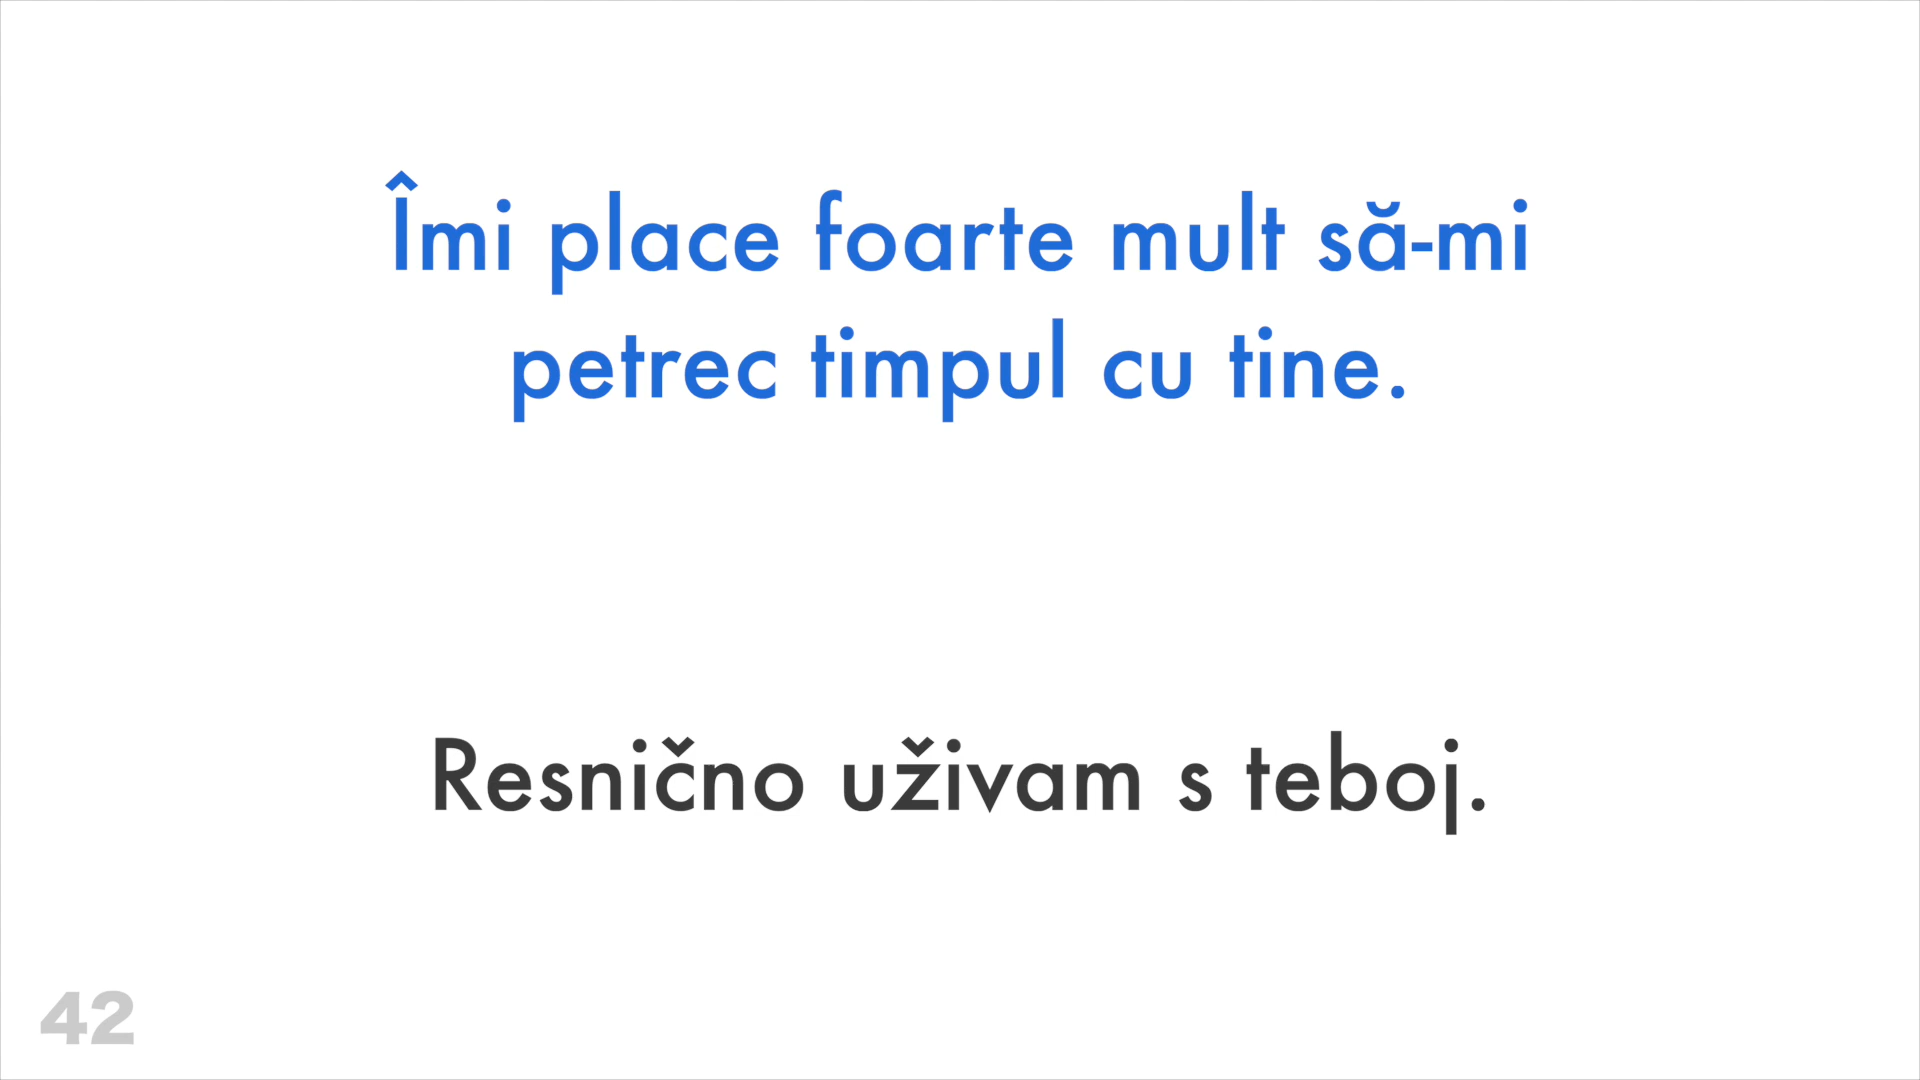 Îmi place foarte mult să-mi
petrec timpul cu tine.
Resnično uživam s teboj.
42